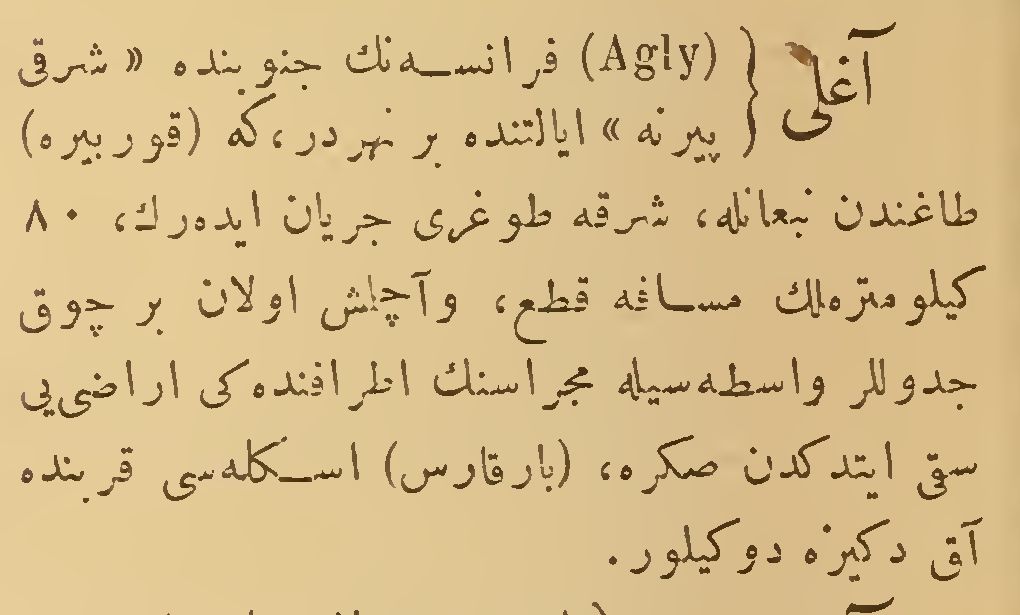 آغلی } (Agly) فرانسه‌نك جنوبنده « شرقی
پیرنه » ایالتنده بر نهر در، که (قوربیره)
طاغندن نبعانله، شرقه طوغری جریان ایده‌رك، ۸۰
کیلومتره‌لك مسافه قطع، وآچلش اولان بر چوق
جدوللر واسطه‌سیله مجراسنك اطرافنده‌کی اراضی‌یی
سقی ایتدکدن صکره، (بارقارس) اسکله‌سی قربنده
آق دکیزه دوکیلور.